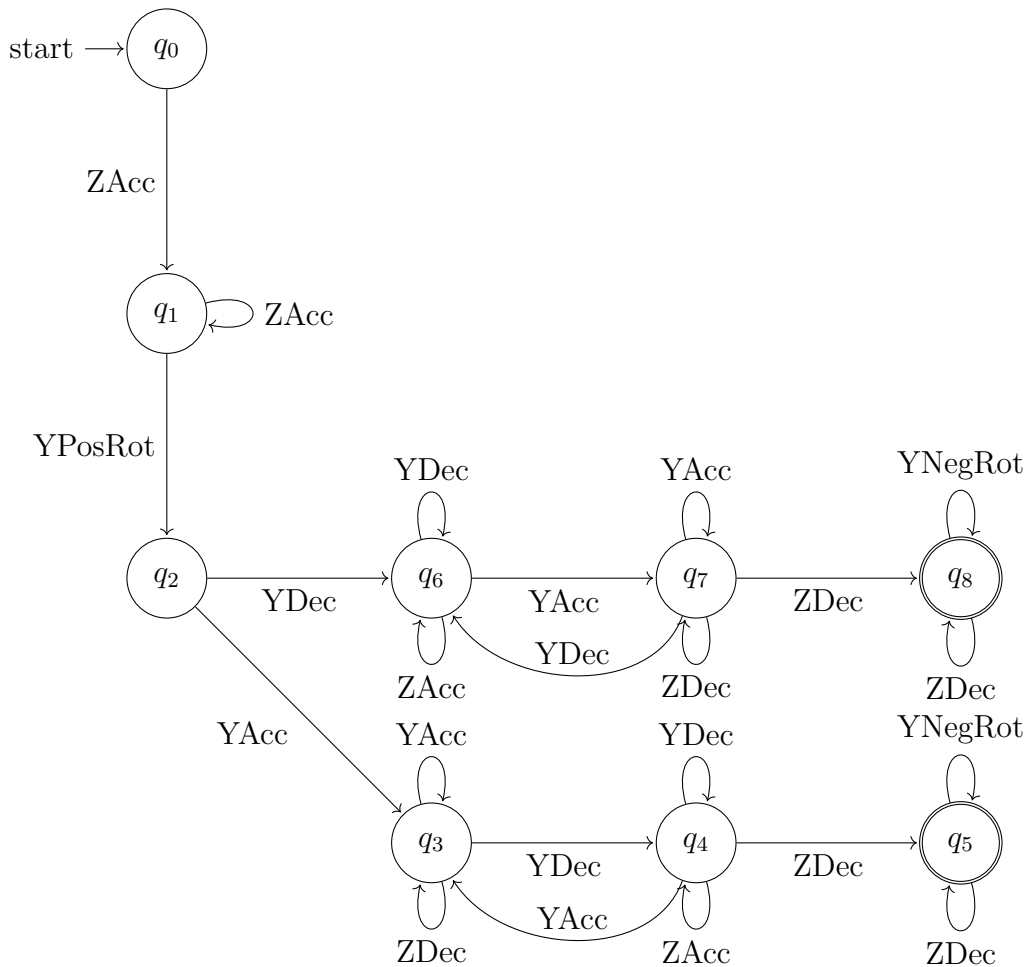 start
q0
ZAcc
q1
ZAcc
YPosRot
YDec
YAcc
YNegRot
q2
q6
q7
q8
YDec
YAcc
ZDec
YDec
ZAcc
ZDec
ZDec
YAcc
YAcc
YDec
YNegRot
q3
q4
q5
YDec
ZDec
YAcc
ZDec
ZAcc
ZDec